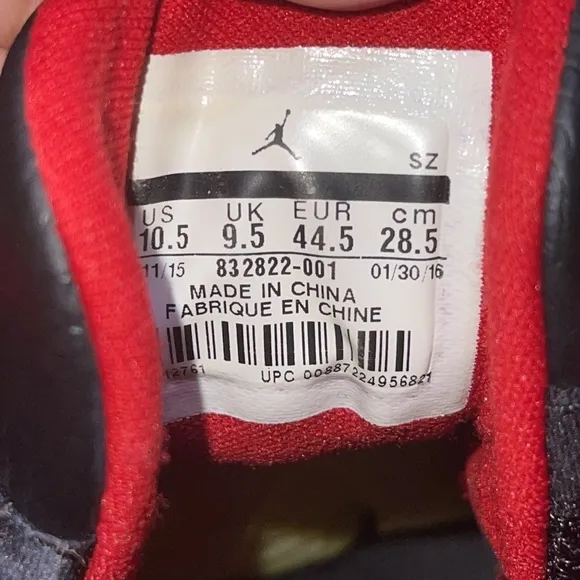 SZ
US UK EUR cm
10.5 9.5 44.5 28.5
11/15 832822-001 01/30/16
MADE IN CHINA
FABRIQUE EN CHINE
UPC 00887224956821